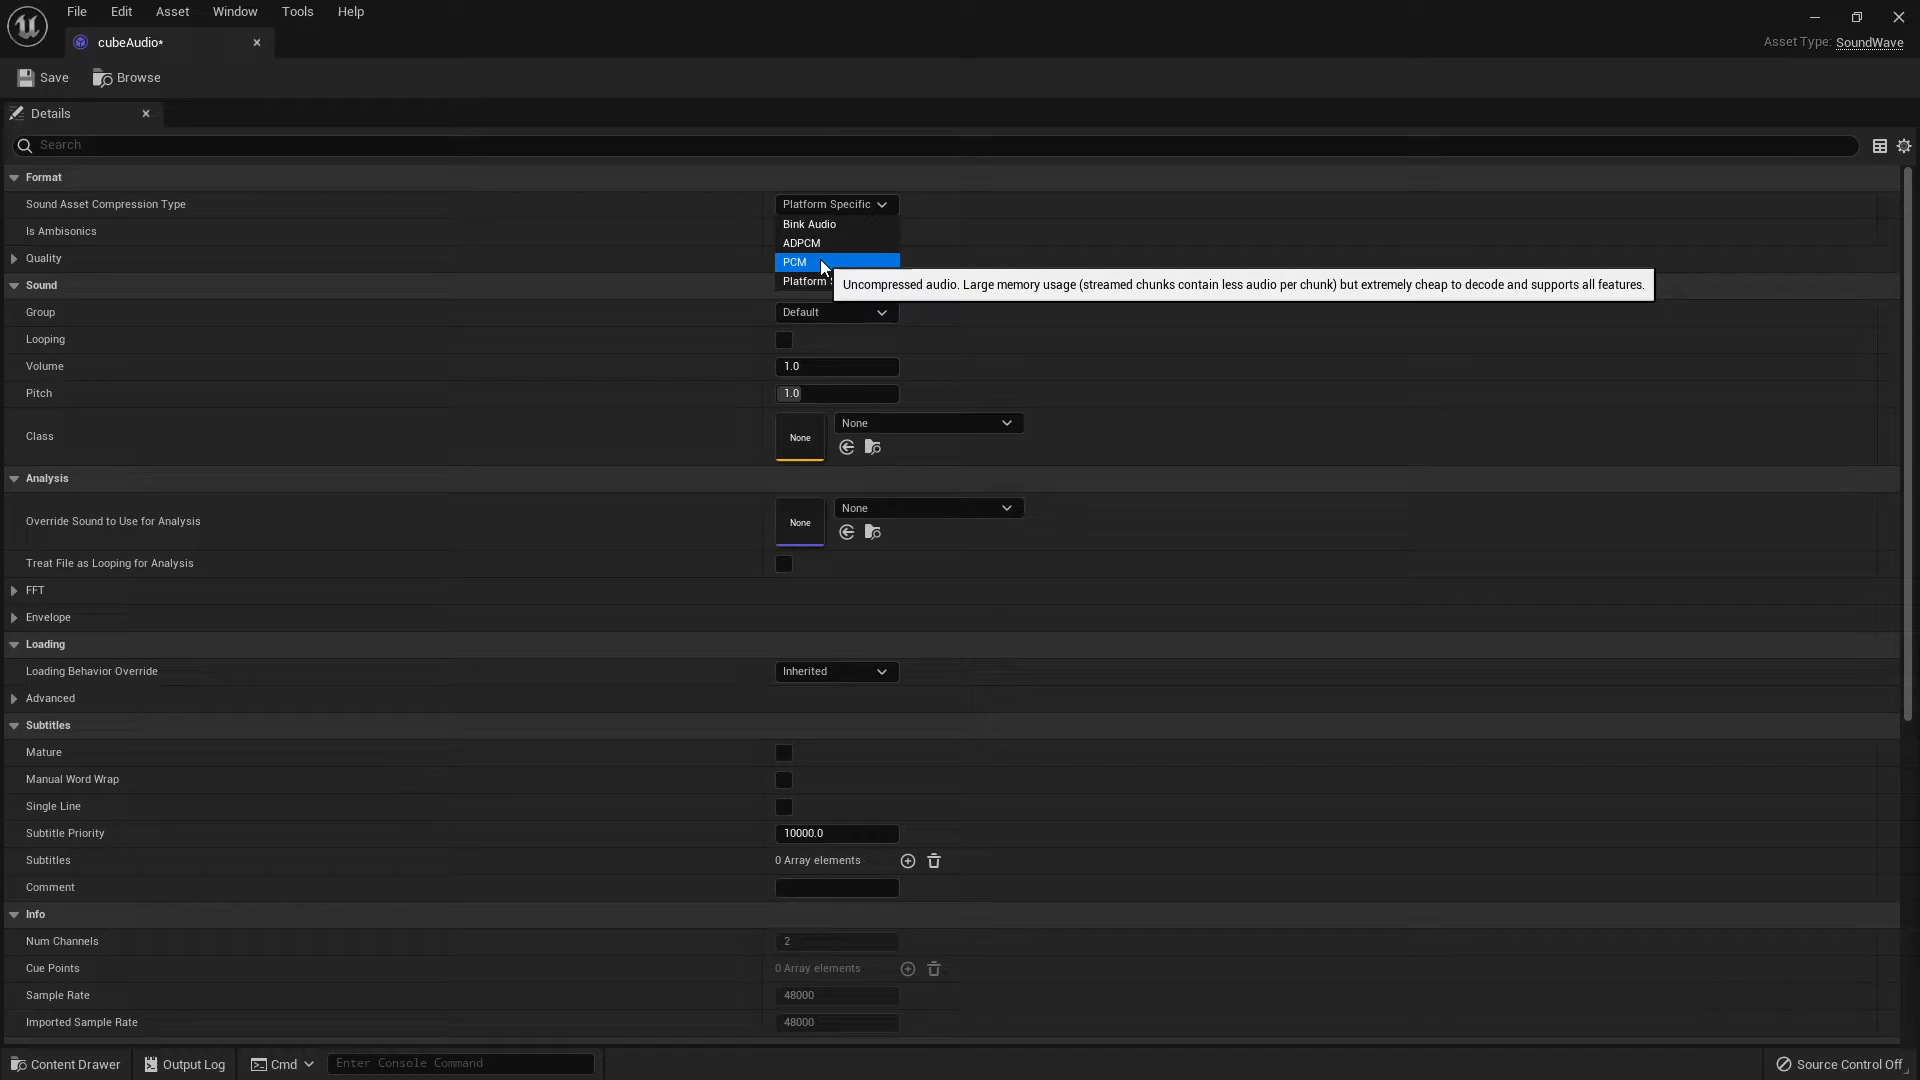 File Edit Asset Window Tools Help
cubeAudio*
Asset Type: SoundWave
Save Browse
Details
Search
Format
Sound Asset Compression Type Platform Specific
Bink Audio
Is Ambisonics
ADPCM
Quality
PCM
Platform
Uncompressed audio. Large memory usage (streamed chunks contain less audio per chunk) but extremely cheap to decode and supports all features.
Sound
Group Default
Looping
Volume 1.0
Pitch 1.0
Class None None
Analysis
Override Sound to Use for Analysis None None
Treat File as Looping for Analysis
FFT
Envelope
Loading
Loading Behavior Override Inherited
Advanced
Subtitles
Mature
Manual Word Wrap
Single Line
Subtitle Priority 10000.0
Subtitles 0 Array elements
Comment
Info
Num Channels 2
Cue Points 0 Array elements
Sample Rate 48000
Imported Sample Rate 48000
Content Drawer Output Log Cmd Enter Console Command Source Control Off